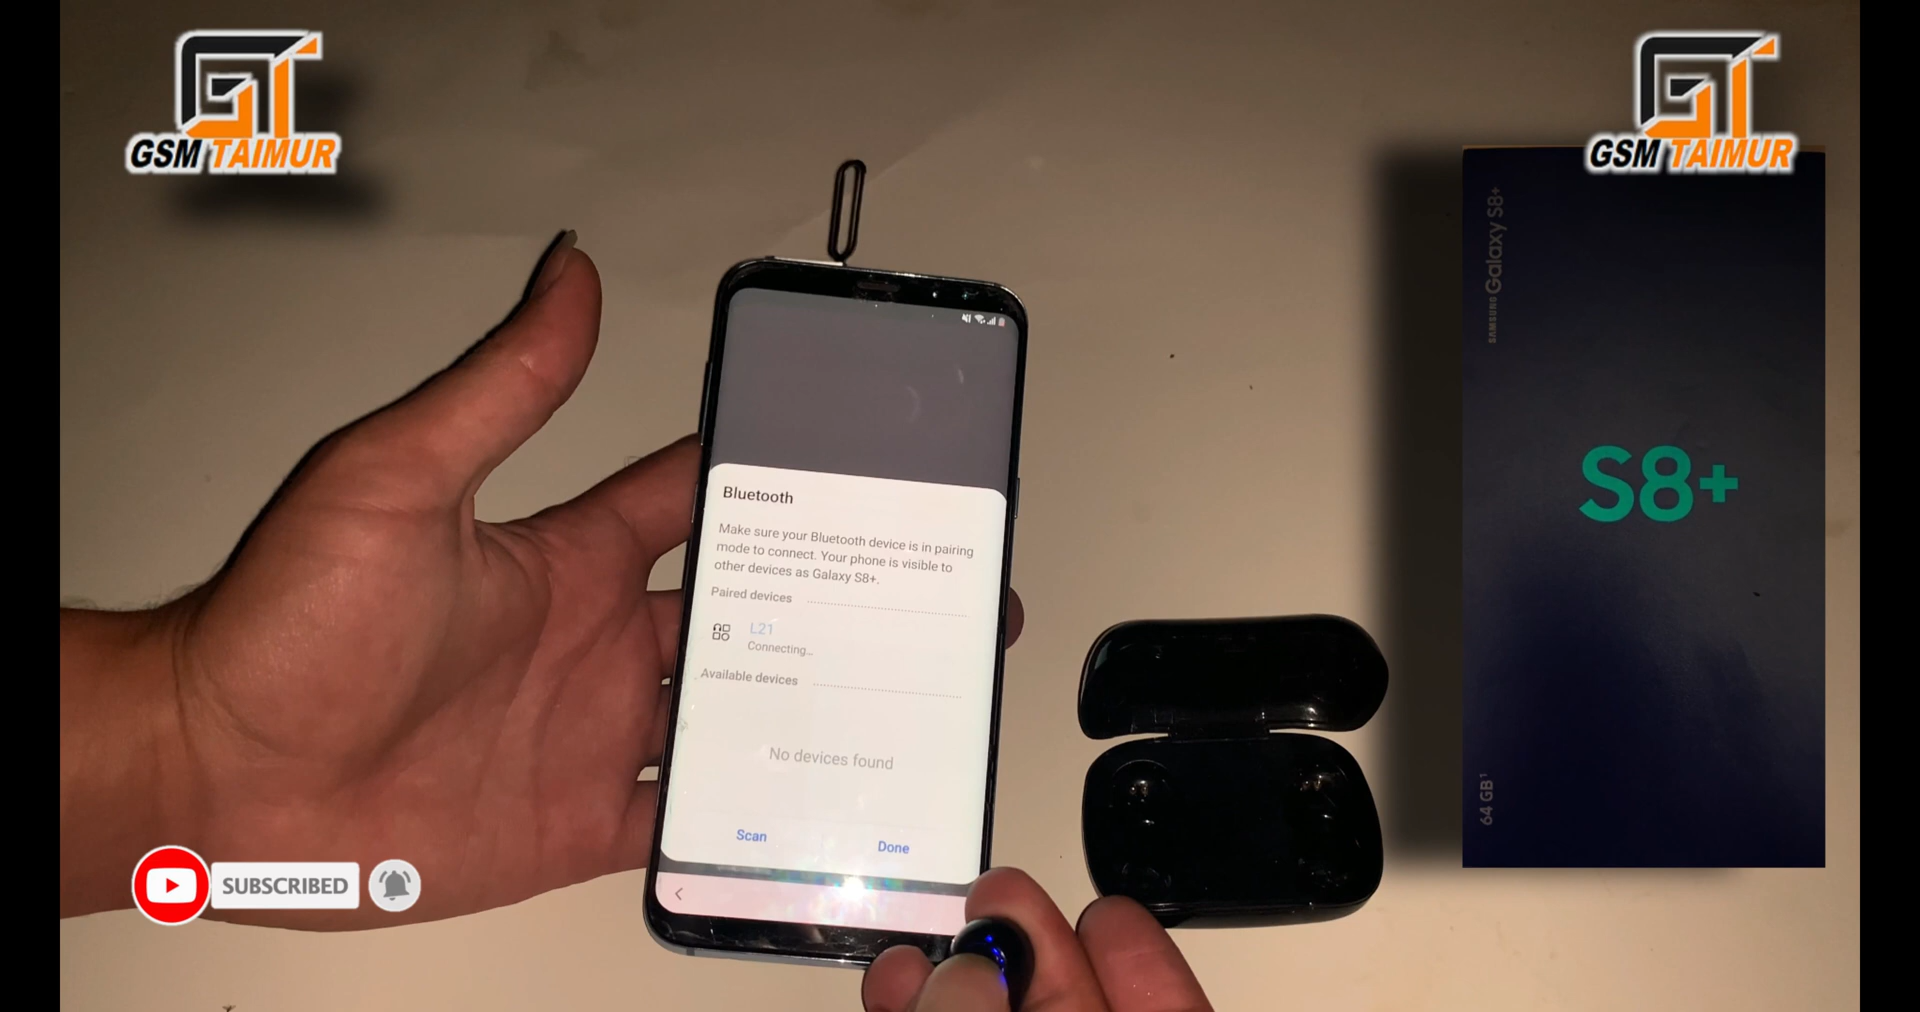 GSM TAIMUR
GSM TAIMUR
Bluetooth
Make sure your Bluetooth device is in pairing
mode to connect. Your phone is visible to
other devices as Galaxy S8+.
Paired devices
L21
Connecting...
Available devices
No devices found
Scan
Done
SAMSUNG Galaxy S8+
S8+
64 GB¹
SUBSCRIBED